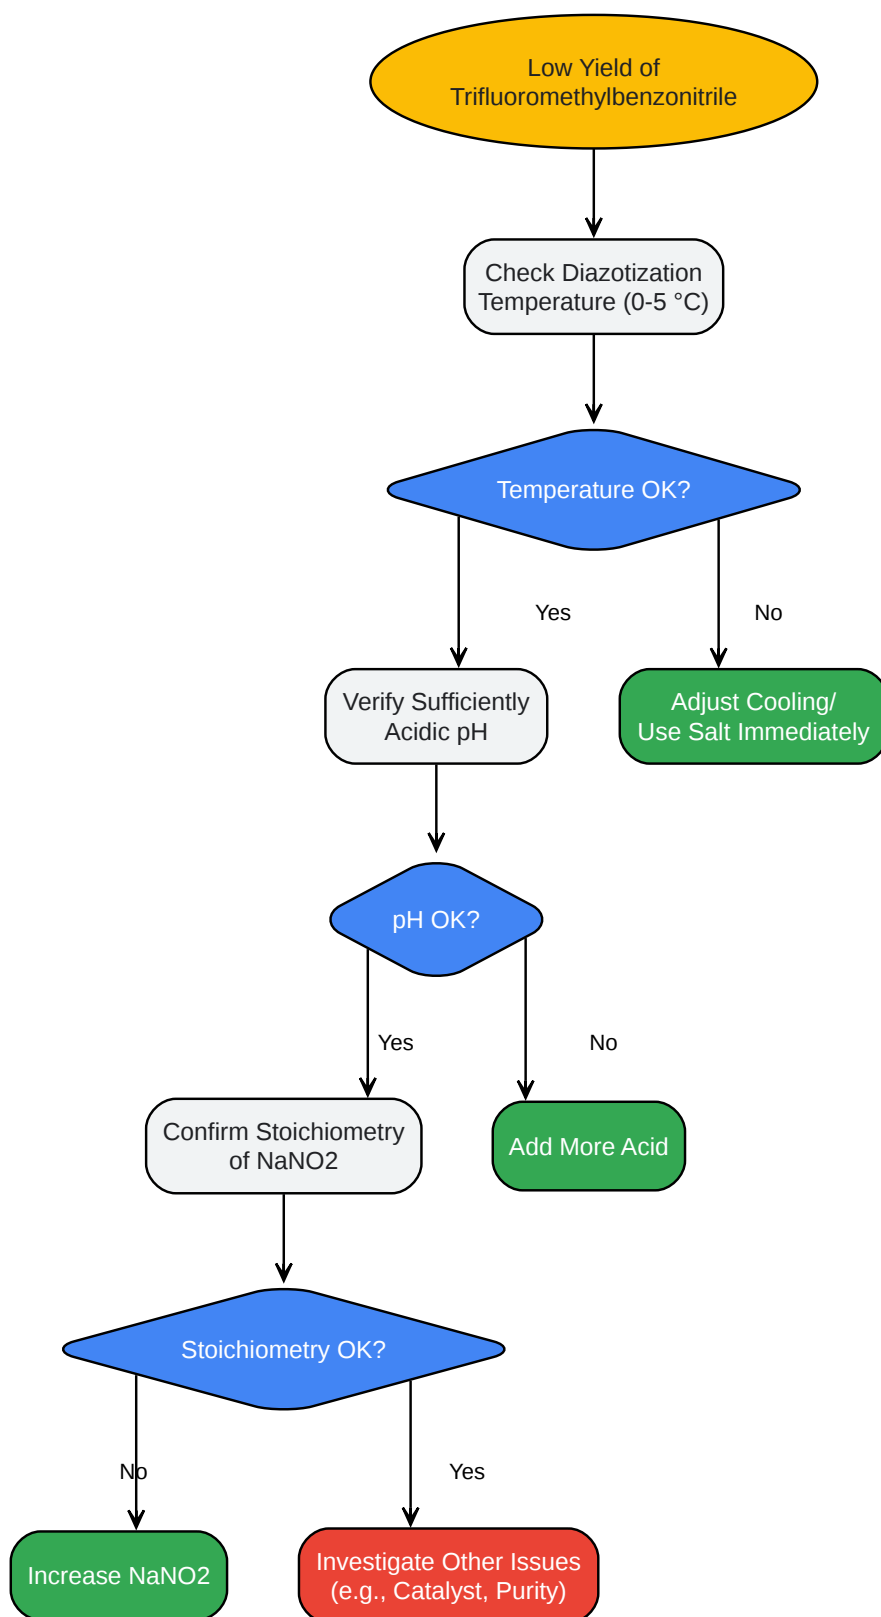 Low Yield of
Trifluoromethylbenzonitrile
Check Diazotization
Temperature (0-5 °C)
Temperature OK?
Yes
No
Verify Sufficiently
Acidic pH
Adjust Cooling/
Use Salt Immediately
pH OK?
Yes
No
Confirm Stoichiometry
of NaNO2
Add More Acid
Stoichiometry OK?
No
Yes
Increase NaNO2
Investigate Other Issues
(e.g., Catalyst, Purity)